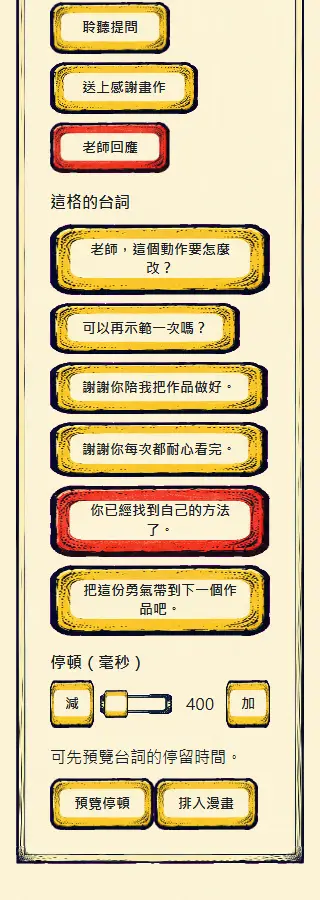 聆聽提問
送上感謝畫作
老師回應
這格的台詞
老師，這個動作要怎麼
改？
可以再示範一次嗎？
謝謝你陪我把作品做好。
謝謝你每次都耐心看完。
你已經找到自己的方法
了。
把這份勇氣帶到下一個作
品吧。
停頓（毫秒）
減
400
加
可先預覽台詞的停留時間。
預覽停頓
排入漫畫